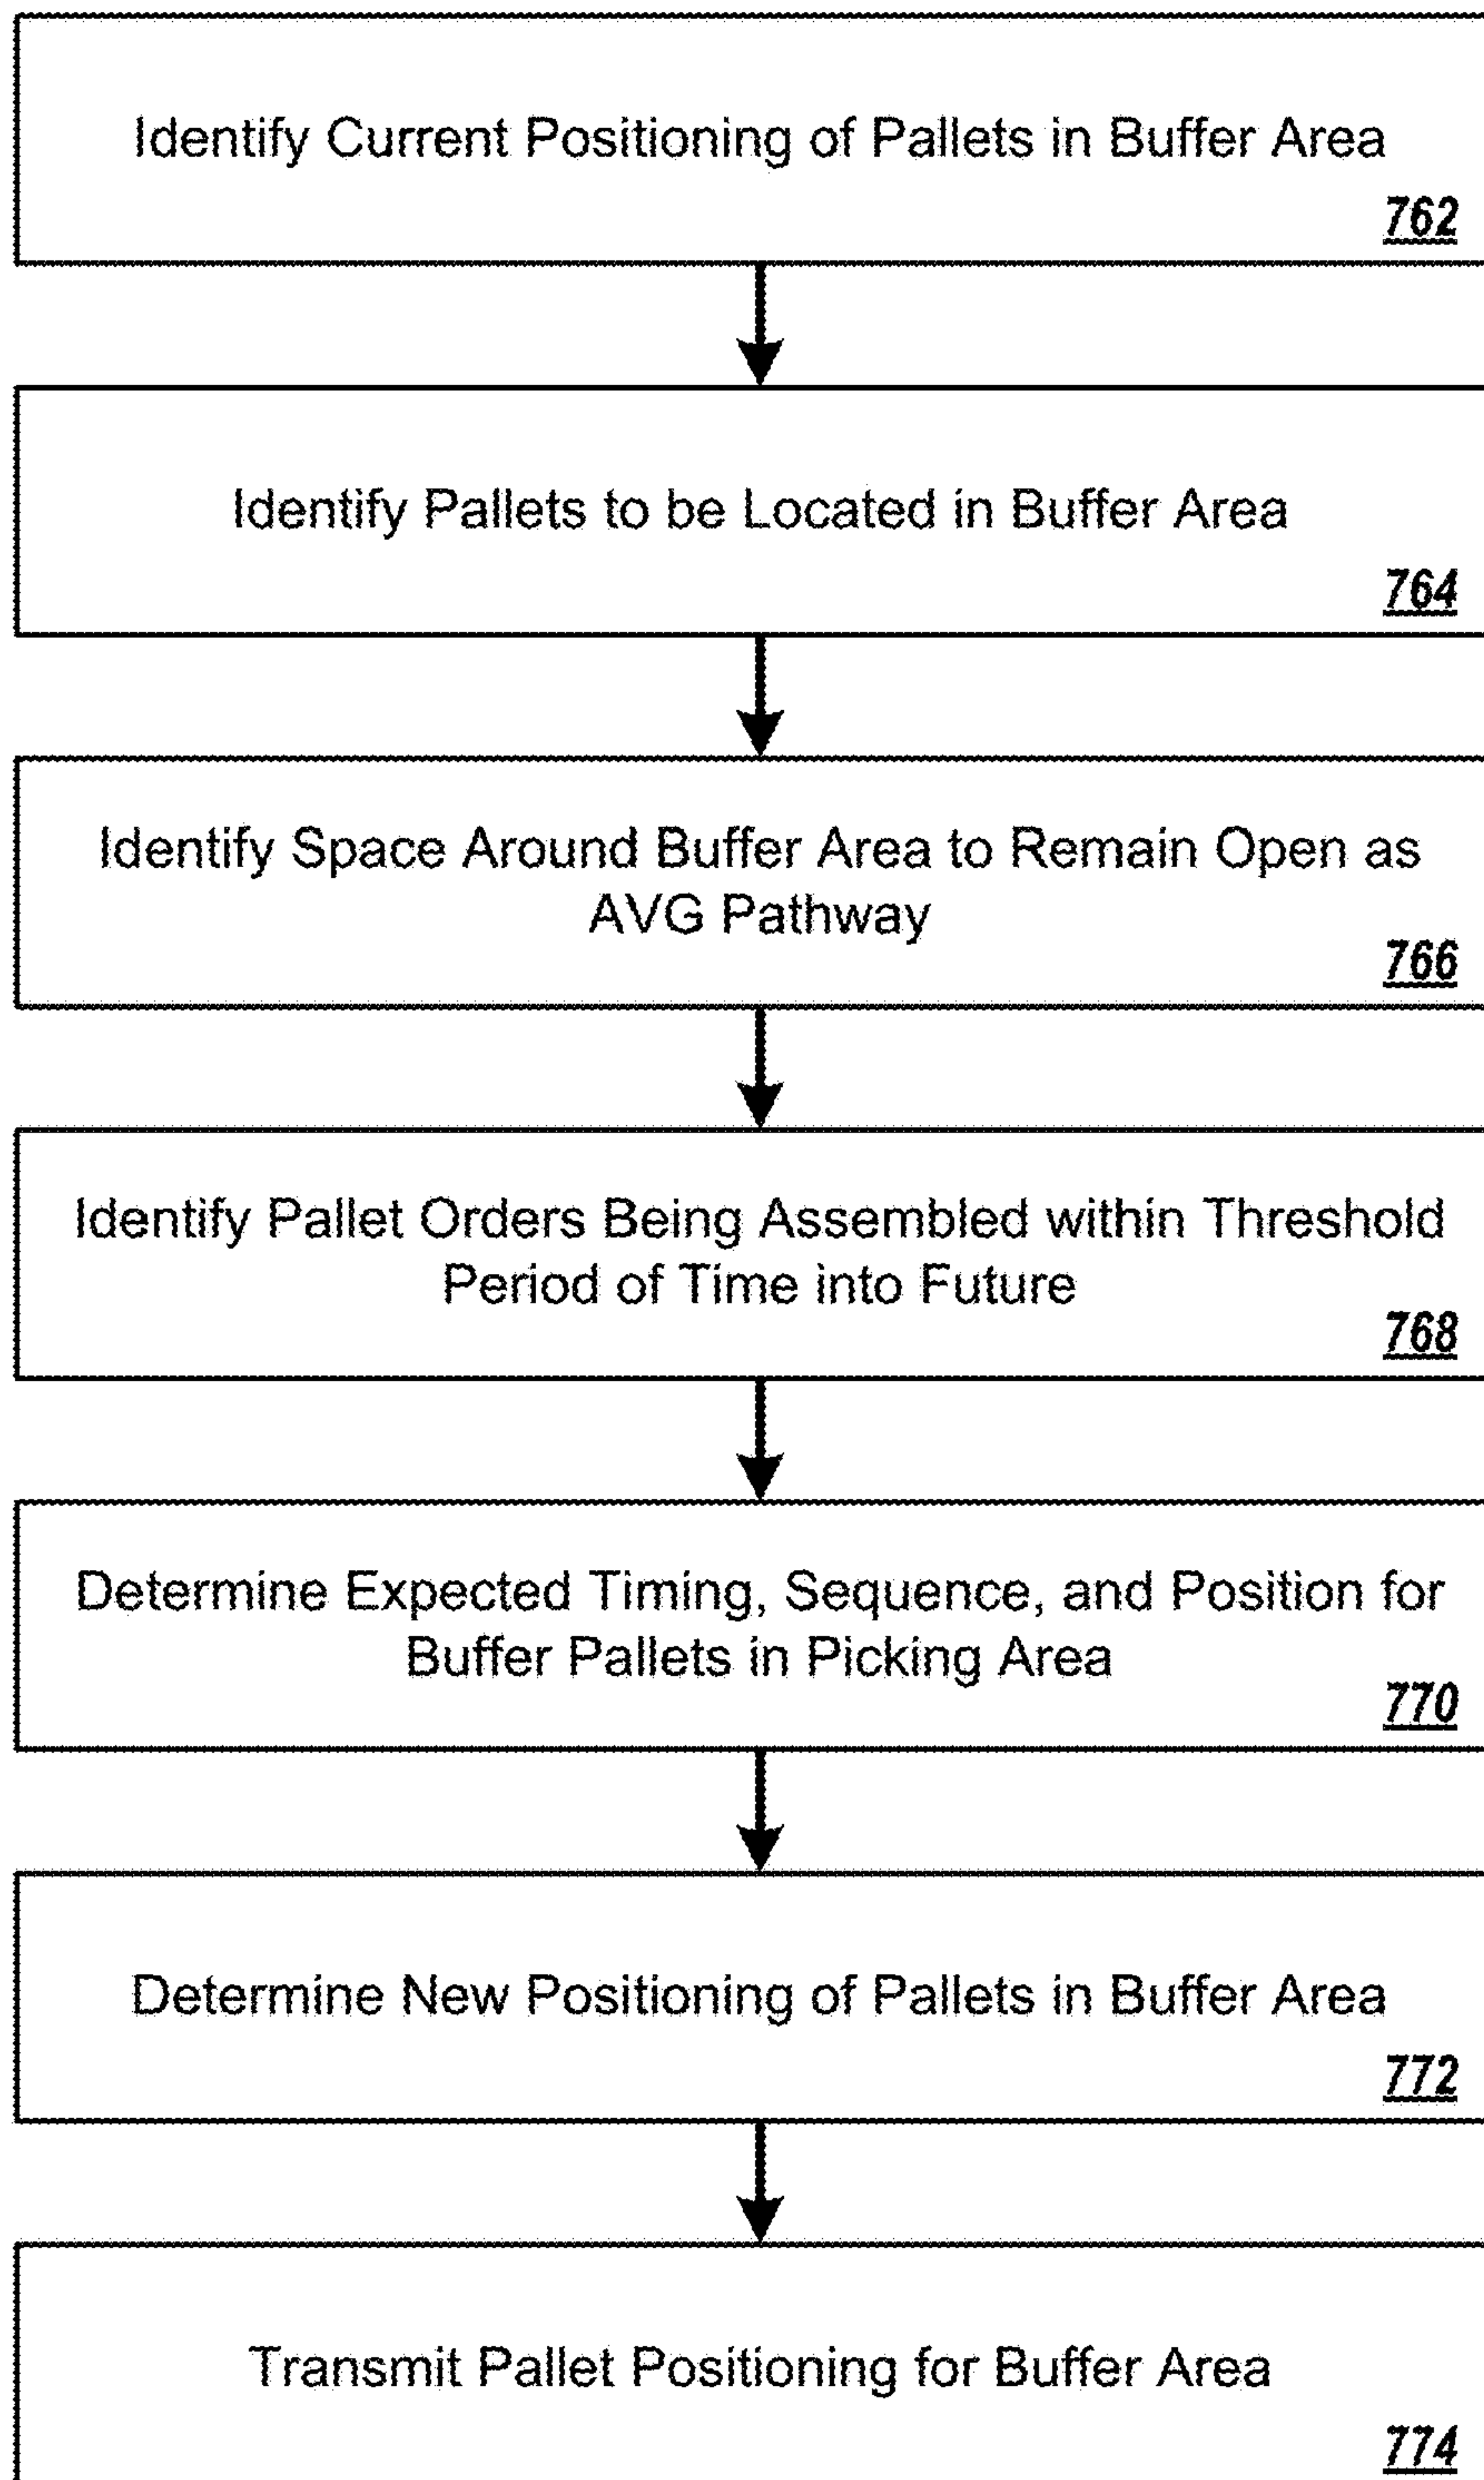 Identify Current Positioning of Pallets in Buffer Area
762
Identify Pallets to be Located in Buffer Area
764
Identify Space Around Buffer Area to Remain Open as
AVG Pathway
766
Identify Pallet Orders Being Assembled within Threshold
Period of Time into Future
768
Determine Expected Timing, Sequence, and Position for
Buffer Pallets in Picking Area
770
Determine New Positioning of Pallets in Buffer Area
772
Transmit Pallet Positioning for Buffer Area
774